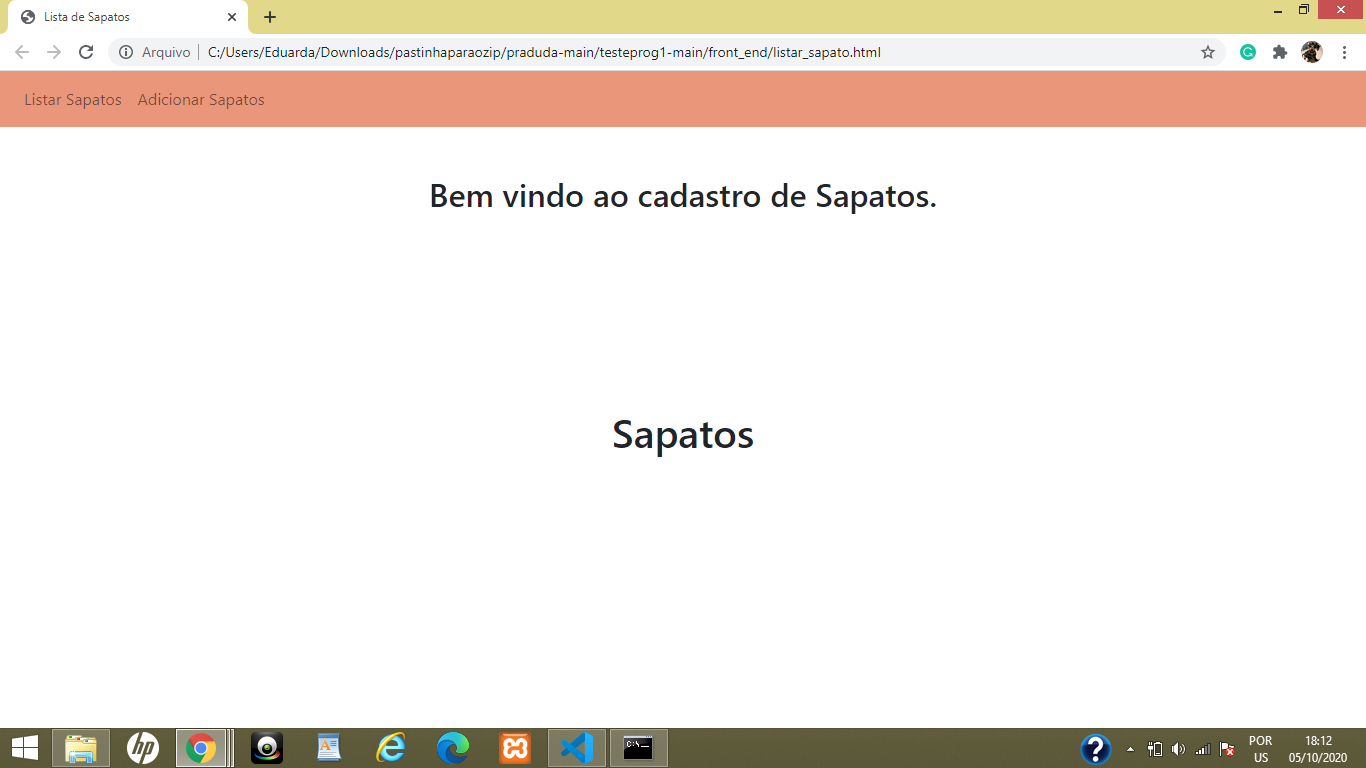 Lista de Sapatos
Arquivo C:/Users/Eduarda/Downloads/pastinhaparaozip/praduda-main/testeprog1-main/front_end/listar_sapato.html
Listar Sapatos Adicionar Sapatos
Bem vindo ao cadastro de Sapatos.
Sapatos
POR 18:12
US 05/10/2020